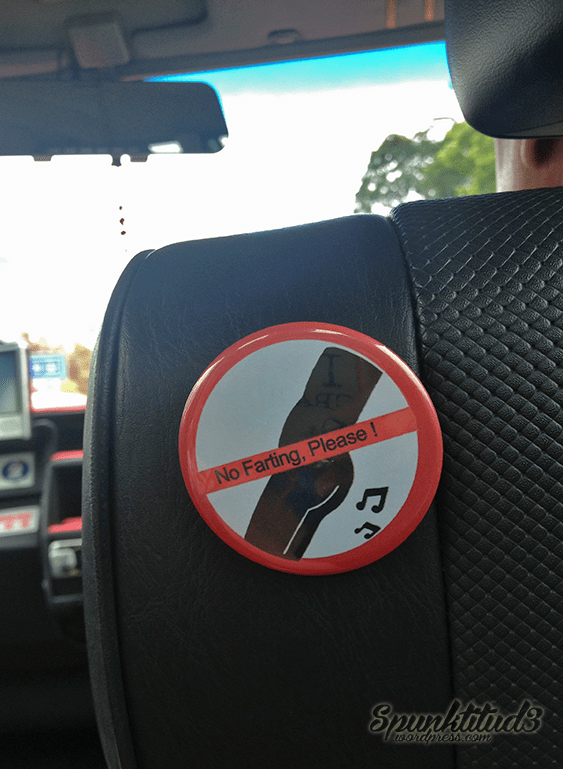 No Farting, Please !
Spunktitud3
wordpress.com